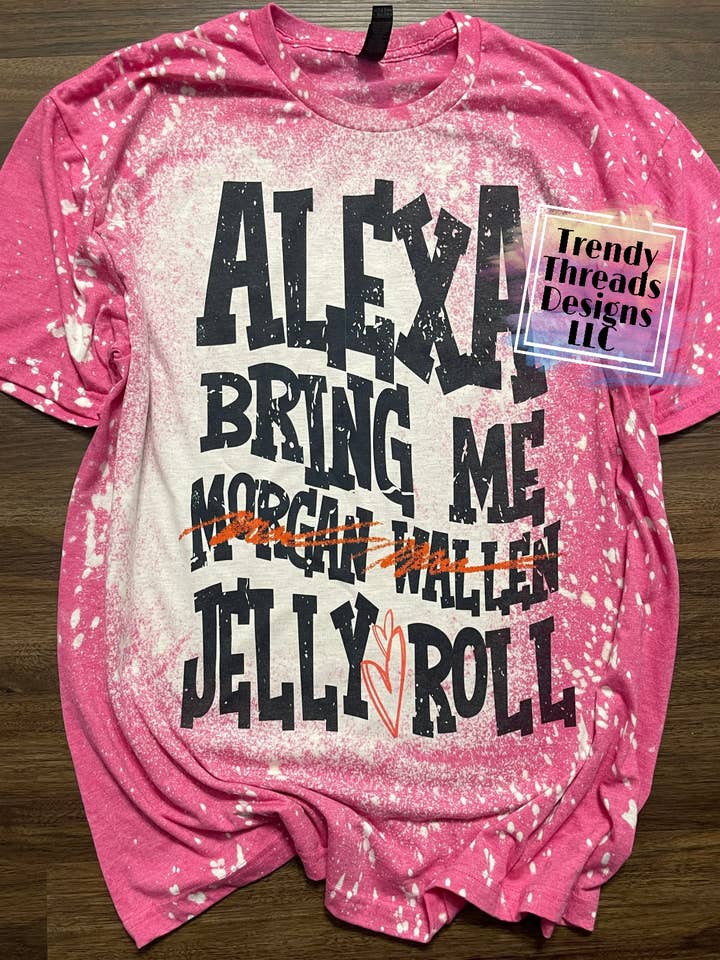 ALEXA
BRING ME
MORGAN WALLEN
JELLY ROLL
Trendy
Threads
Designs
LLC